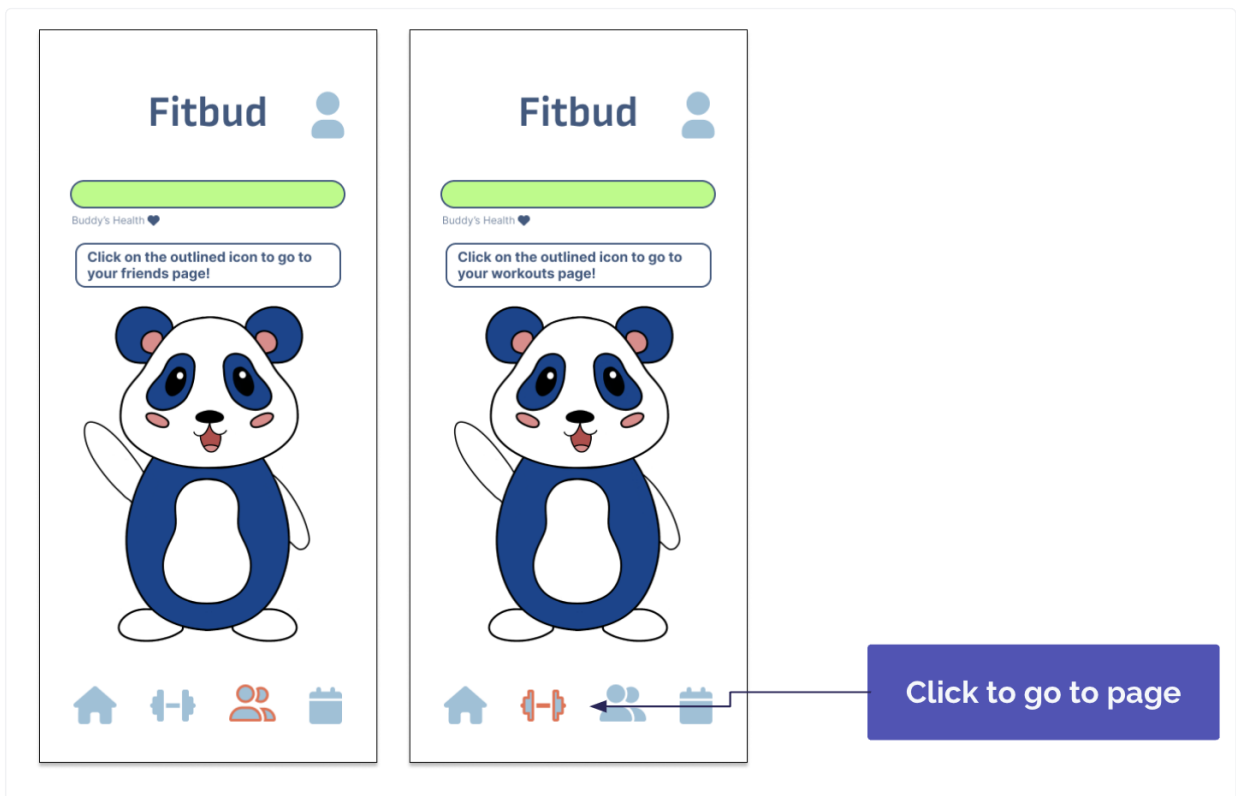 Fitbud
Buddy's Health
Click on the outlined icon to go to
your friends page!
Fitbud
Buddy's Health
Click on the outlined icon to go to
your workouts page!
Click to go to page